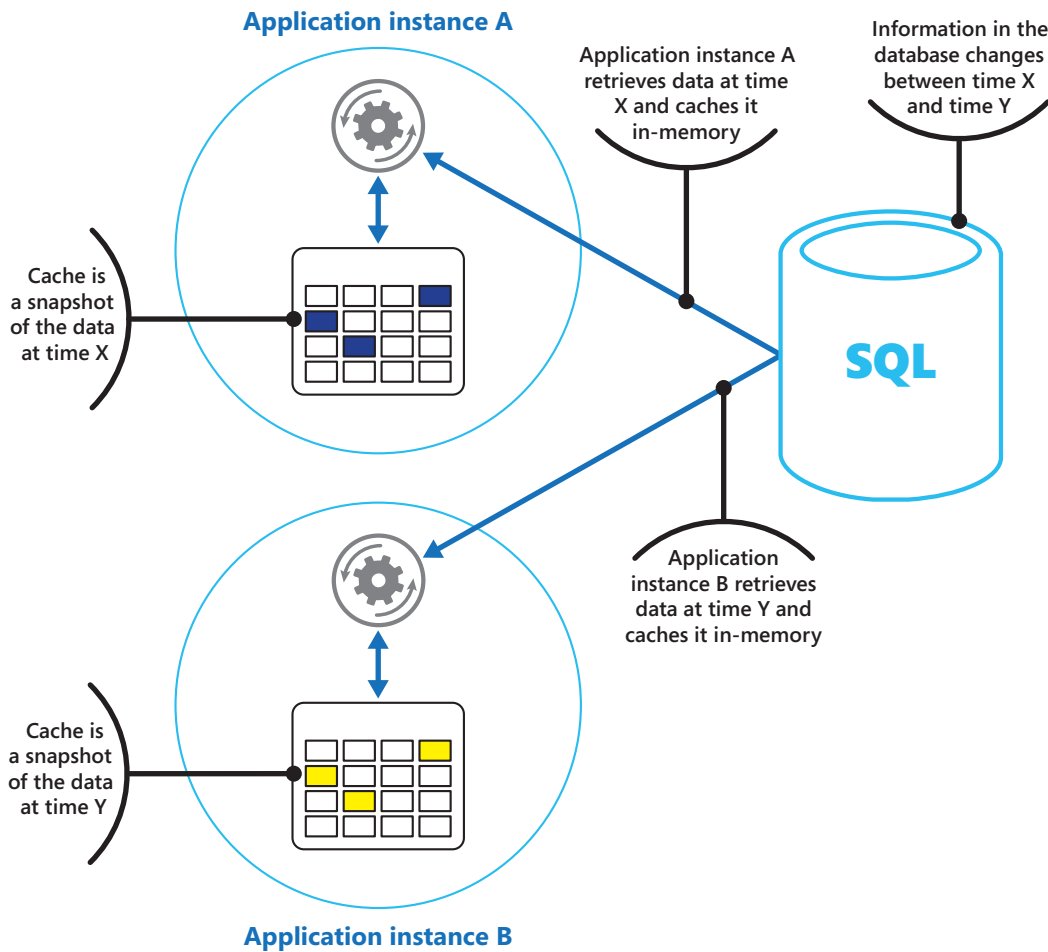 Application instance A
Application instance A
retrieves data at time
X and caches it
in-memory
Information in the
database changes
between time X
and time Y
Cache is
a snapshot
of the data
at time X
SQL
Application
instance B retrieves
data at time Y and
caches it in-memory
Cache is
a snapshot
of the data
at time Y
Application instance B